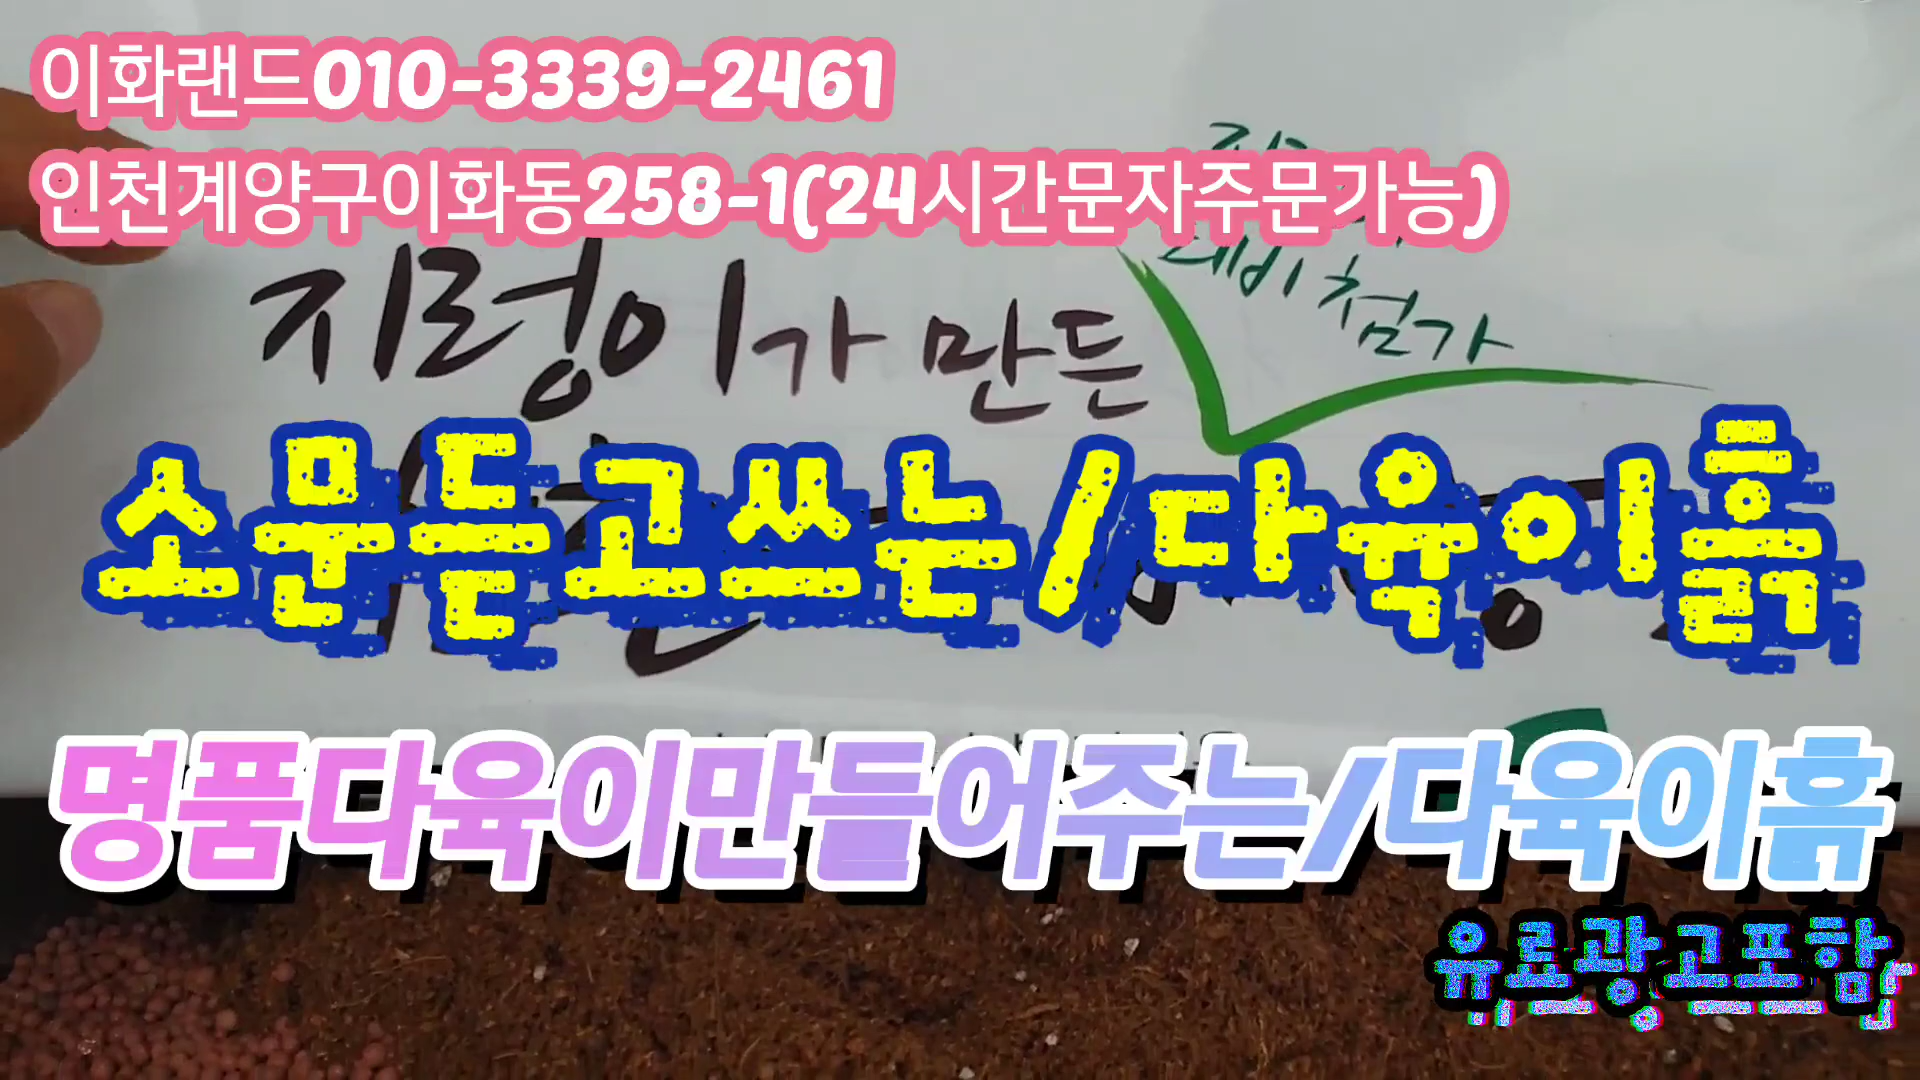 이화랜드010-3339-2461
인천계양구이화동258-1(24시간문자주문가능)
지렁이가 만든
첨가
소문듣고쓰는/다육이흙
명품다육이만들어주는/다육이흙
유료광고포함